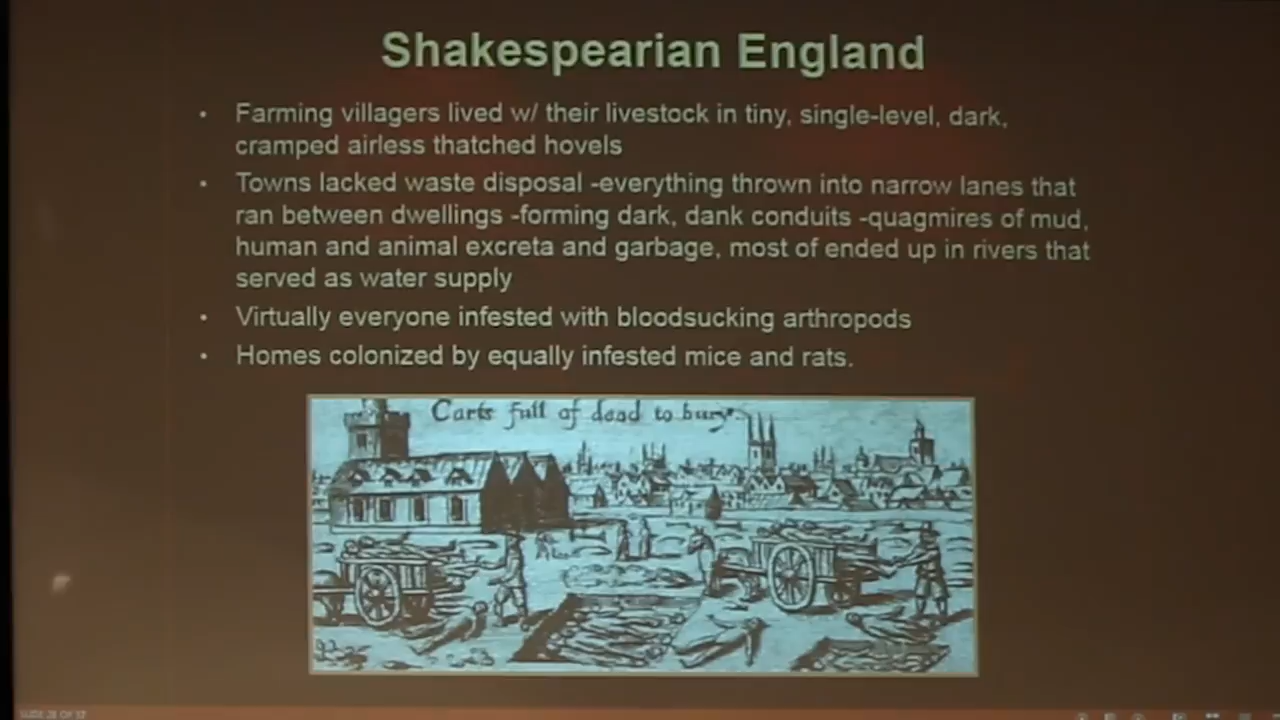 Shakespearian England
• Farming villagers lived w/ their livestock in tiny, single-level, dark,
cramped airless thatched hovels
• Towns lacked waste disposal -everything thrown into narrow lanes that
ran between dwellings -forming dark, dank conduits -quagmires of mud,
human and animal excreta and garbage, most of ended up in rivers that
served as water supply
• Virtually everyone infested with bloodsucking arthropods
• Homes colonized by equally infested mice and rats.
Carts full of dead to bury